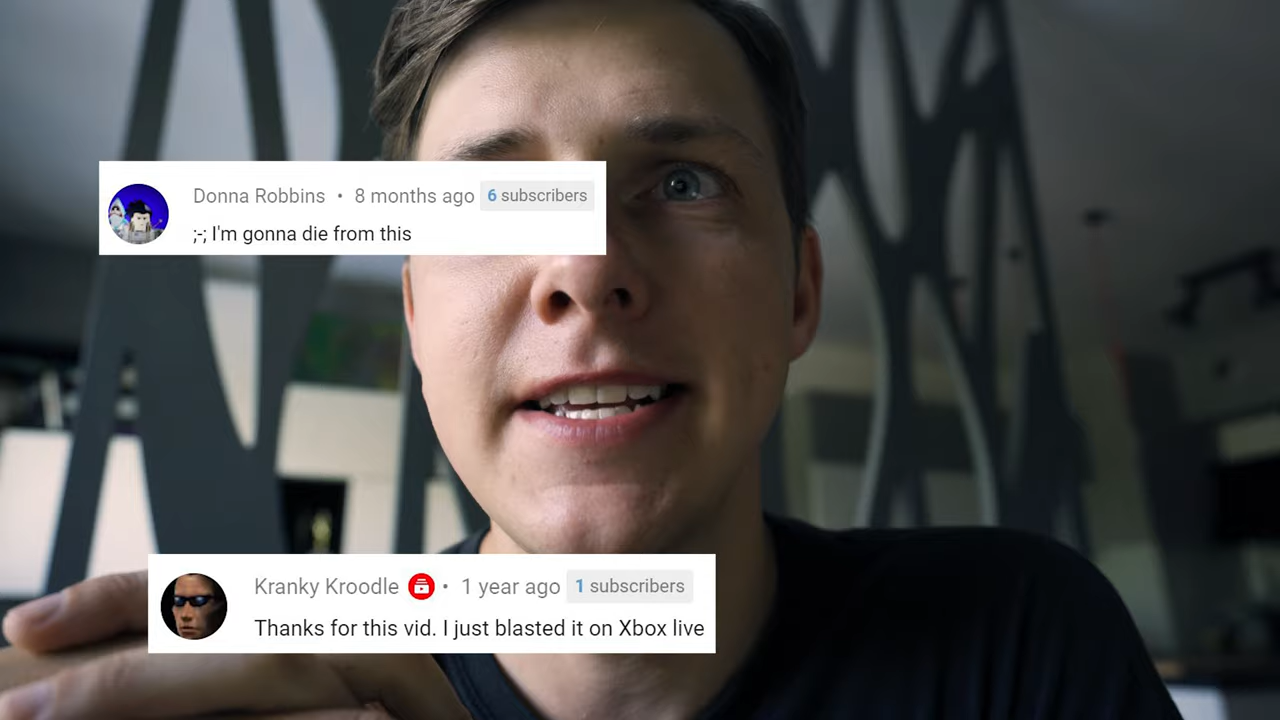 Donna Robbins • 8 months ago 6 subscribers
;-; I'm gonna die from this
Kranky Kroodle • 1 year ago 1 subscribers
Thanks for this vid. I just blasted it on Xbox live